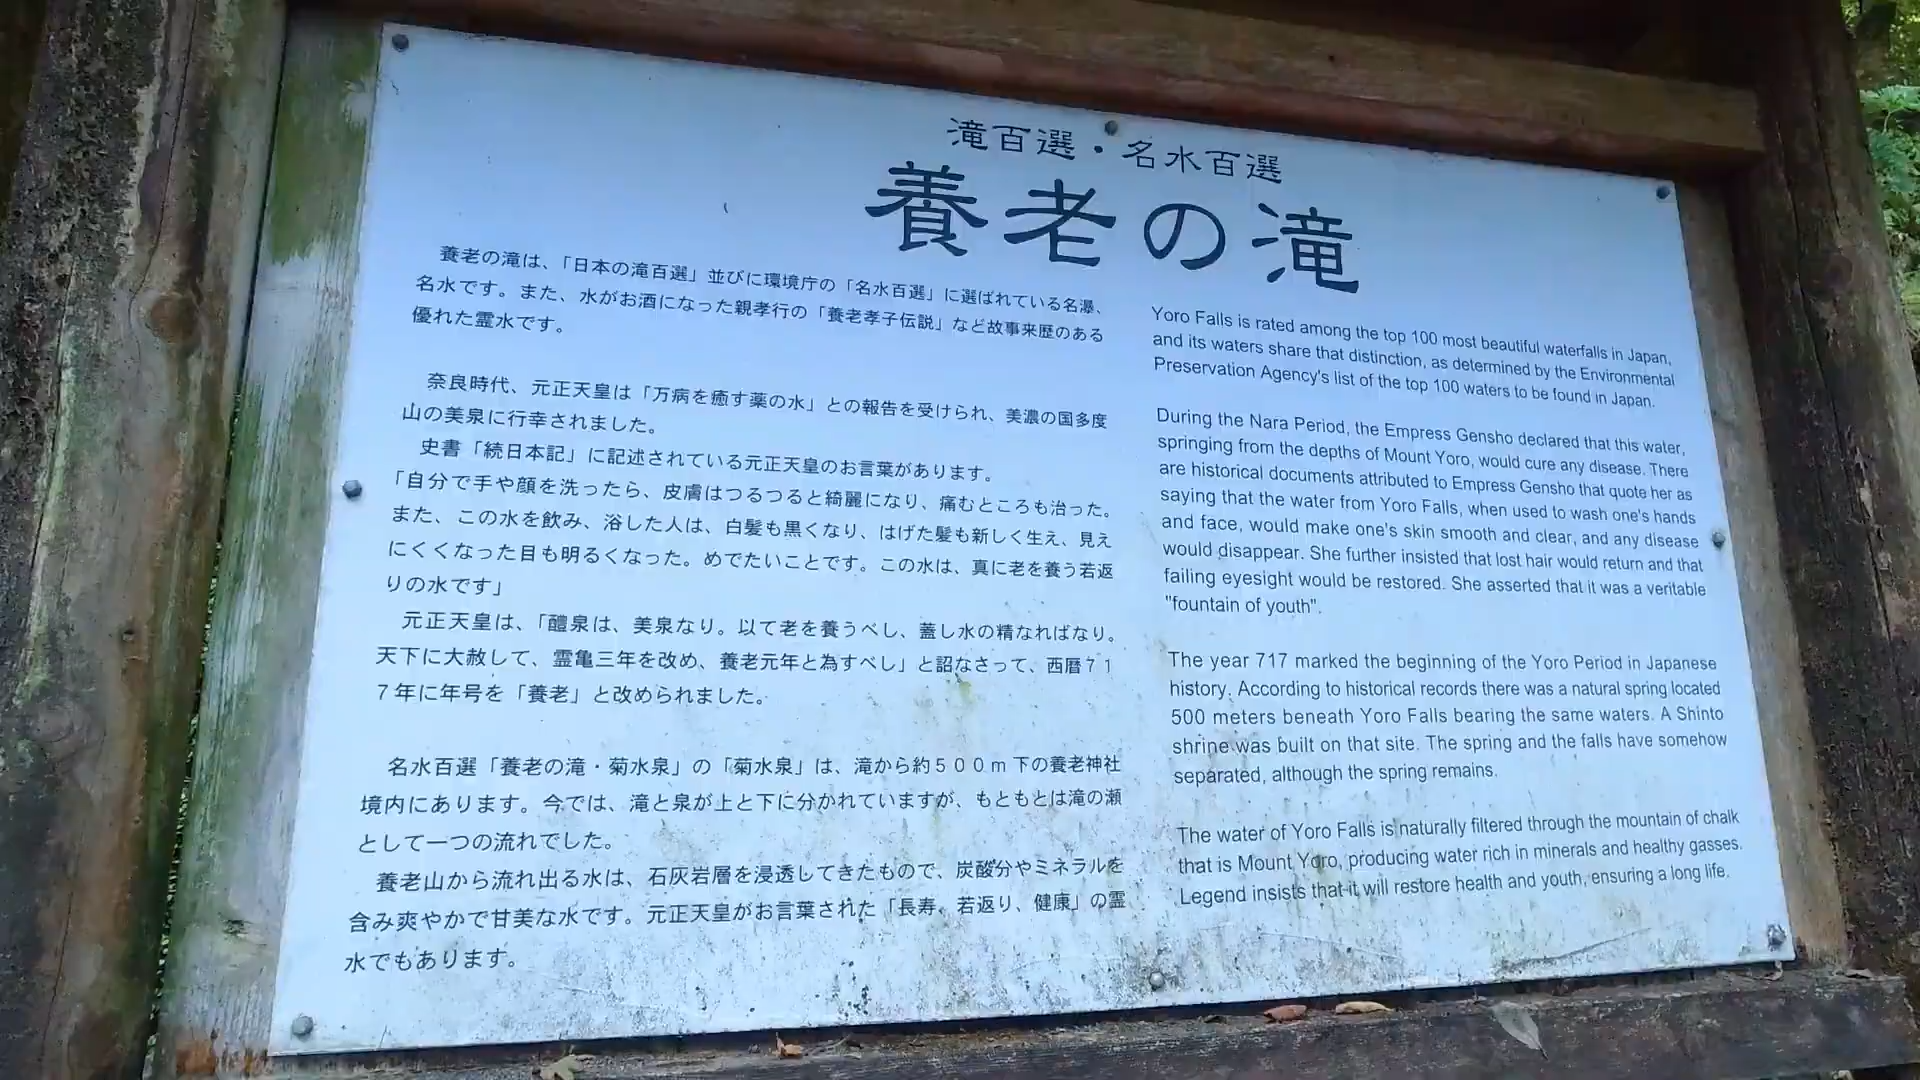 滝百選・名水百選
養老の滝
養老の滝は、「日本の滝百選」並びに環境庁の「名水百選」に選ばれている名瀑、
名水です。また、水がお酒になった親孝行の「養老孝子伝説」など故事来歴のある
優れた霊水です。
奈良時代、元正天皇は「万病を癒す薬の水」との報告を受けられ、美濃の国多度
山の美泉に行幸されました。
史書「続日本記」に記述されている元正天皇のお言葉があります。
「自分で手や顔を洗ったら、皮膚はつるつると綺麗になり、痛むところも治った。
また、この水を飲み、浴した人は、白髪も黒くなり、はげた髪も新しく生え、見え
にくくなった目も明るくなった。めでたいことです。この水は、真に老を養う若返
りの水です」
元正天皇は、「醴泉は、美泉なり。以て老を養うべし、蓋し水の精なればなり。
天下に大赦して、霊亀三年を改め、養老元年と為すべし」と詔なさって、西暦７１
７年に年号を「養老」と改められました。
名水百選「養老の滝・菊水泉」の「菊水泉」は、滝から約５００ｍ下の養老神社
境内にあります。今では、滝と泉が上と下に分かれていますが、もともとは滝の瀬
として一つの流れでした。
養老山から流れ出る水は、石灰岩層を浸透してきたもので、炭酸分やミネラルを
含み爽やかで甘美な水です。元正天皇がお言葉された「長寿、若返り、健康」の霊
水でもあります。
Yoro Falls is rated among the top 100 most beautiful waterfalls in Japan,
and its waters share that distinction, as determined by the Environmental
Preservation Agency's list of the top 100 waters to be found in Japan.
During the Nara Period, the Empress Gensho declared that this water,
springing from the depths of Mount Yoro, would cure any disease. There
are historical documents attributed to Empress Gensho that quote her as
saying that the water from Yoro Falls, when used to wash one's hands
and face, would make one's skin smooth and clear, and any disease
would disappear. She further insisted that lost hair would return and that
failing eyesight would be restored. She asserted that it was a veritable
"fountain of youth".
The year 717 marked the beginning of the Yoro Period in Japanese
history. According to historical records there was a natural spring located
500 meters beneath Yoro Falls bearing the same waters. A Shinto
shrine was built on that site. The spring and the falls have somehow
separated, although the spring remains.
The water of Yoro Falls is naturally filtered through the mountain of chalk
that is Mount Yoro, producing water rich in minerals and healthy gasses.
Legend insists that it will restore health and youth, ensuring a long life.